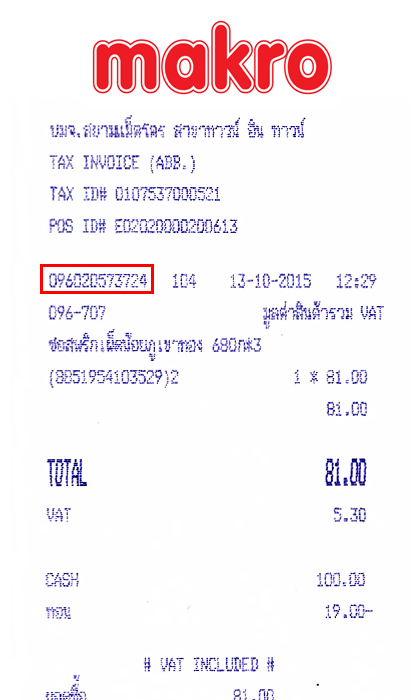 makro
บมจ.สยามแม็คโคร สาขาทาวน์ อิน ทาวน์
TAX INVOICE (ABB.)
TAX ID# 0107537000521
POS ID# E02020000200613
096020573724 104 13-10-2015 12:29
096-707 มูลค่าสินค้ารวม VAT
ซอสพริกเผ็ดน้อยภูเขาทอง 680ก*3
(8851954103529)2 1 * 81.00
81.00
TOTAL 81.00
VAT 5.30
CASH 100.00
ทอน 19.00-
# VAT INCLUDED #
ยอดซื้อ 81.00